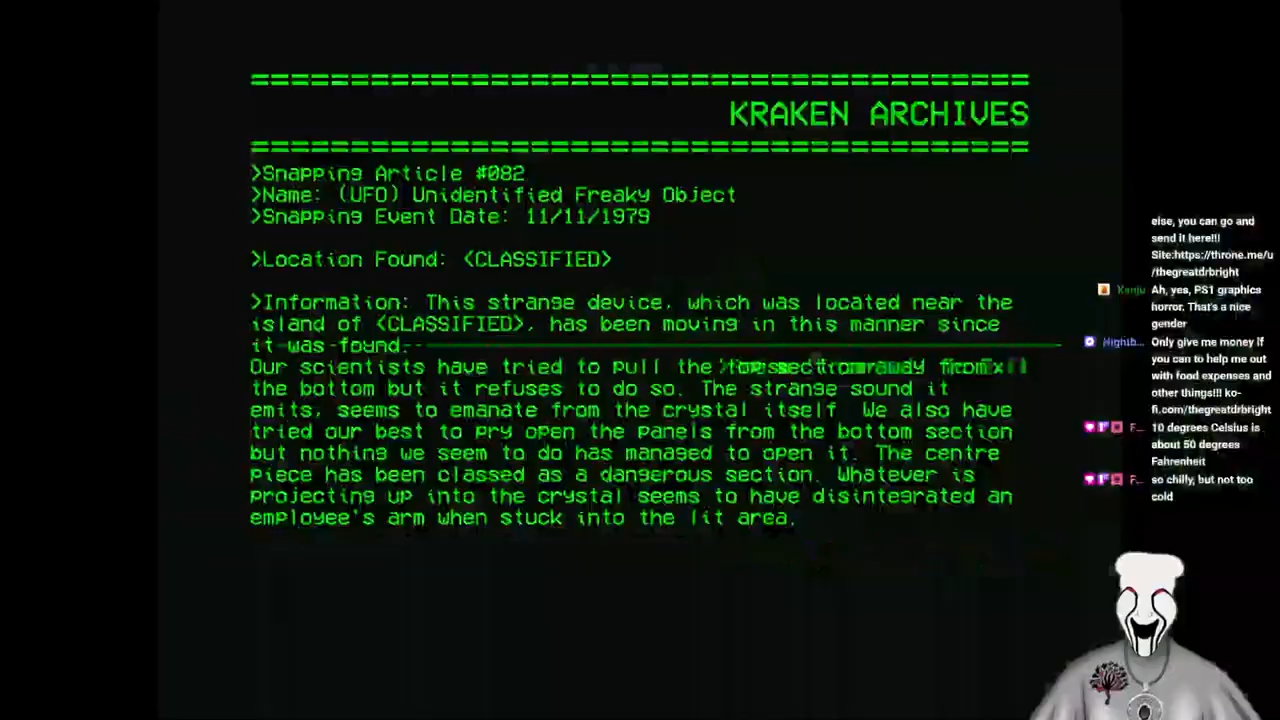 ========================================
KRAKEN ARCHIVES
========================================
>Snapping Article #082
>Name: (UFO) Unidentified Freaky Object
>Snapping Event Date: 11/11/1979
>Location Found: <CLASSIFIED>
>Information: This strange device, which was located near the
island of <CLASSIFIED>, has been moving in this manner since
it was found.
Our scientists have tried to pull the from
the bottom but it refuses to do so. The strange sound it
emits, seems to emanate from the crystal itself. We also have
tried our best to pry open the panels from the bottom section
but nothing we seem to do has managed to open it. The centre
piece has been classed as a dangerous section. Whatever is
projecting up into the crystal seems to have disintegrated an
employee's arm when stuck into the lit area.
else, you can go and
send it here!!!
Site:https://throne.me/u
/thegreatdrbright
Kenju Ah, yes, PS1 graphics
horror. That's a nice
gender
Only give me money if
you can to help me out
with food expenses and
other things!!! ko-
fi.com/thegreatdrbright
F... 10 degrees Celsius is
about 50 degrees
Fahrenheit
F... so chilly, but not too
cold